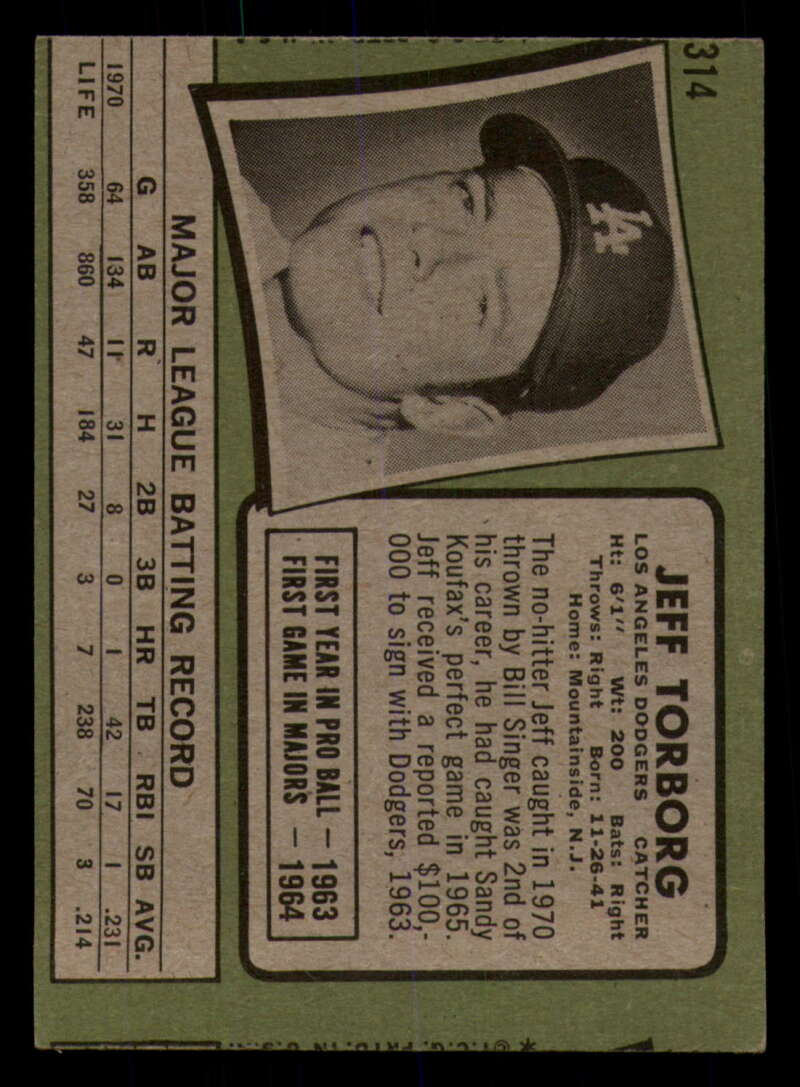 314
LA
JEFF TORBORG
LOS ANGELES DODGERS CATCHER
Ht: 6'1" Wt: 200 Bats: Right
Throws: Right Born: 11-26-41
Home: Mountainside, N.J.
The no-hitter Jeff caught in 1970
thrown by Bill Singer was 2nd of
his career, he had caught Sandy
Koufax's perfect game in 1965.
Jeff received a reported $100,-
000 to sign with Dodgers, 1963.
FIRST YEAR IN PRO BALL — 1963
FIRST GAME IN MAJORS — 1964
MAJOR LEAGUE BATTING RECORD
G AB R H 2B 3B HR TB RBI SB AVG.
1970 64 134 11 31 8 0 1 42 17 1 .231
LIFE 358 860 47 184 27 3 7 238 70 3 .214